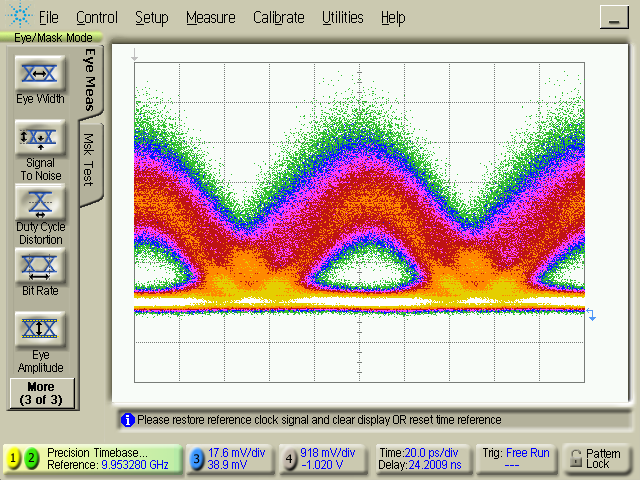 File Control Setup Measure Calibrate Utilities Help
Eye/Mask Mode
Eye Meas
Msk Test
Eye Width
Signal
To Noise
Duty Cycle
Distortion
Bit Rate
Eye
Amplitude
More
(3 of 3)
Please restore reference clock signal and clear display OR reset time reference
1 2 Precision Timebase...
Reference: 9.953280 GHz
3 17.6 mV/div
38.9 mV
4 918 mV/div
-1.020 V
Time:20.0 ps/div
Delay:24.2009 ns
Trig: Free Run
---
Pattern
Lock